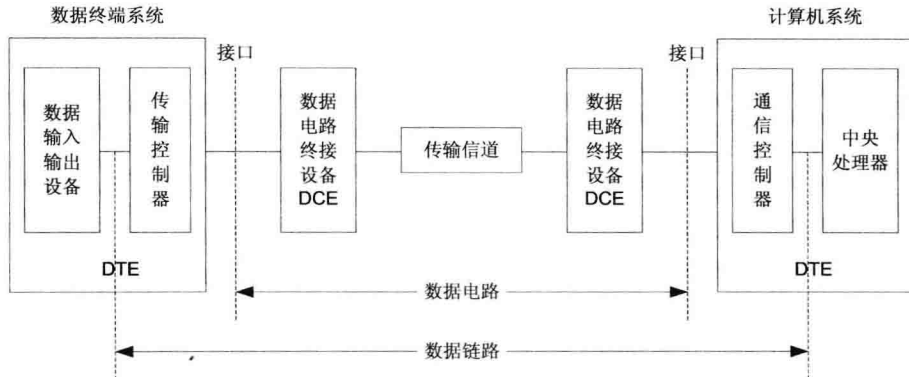 数据终端系统
计算机系统
接口
接口
数据
输入
输出
设备
传
输
控
制
器
数据
电路
终接
设备
DCE
传输信道
数据
电路
终接
设备
DCE
通
信
控
制
器
中央
处理器
DTE
DTE
数据电路
数据链路